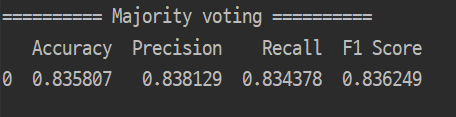 ========== Majority voting ==========
Accuracy Precision Recall F1 Score
0 0.835807 0.838129 0.834378 0.836249